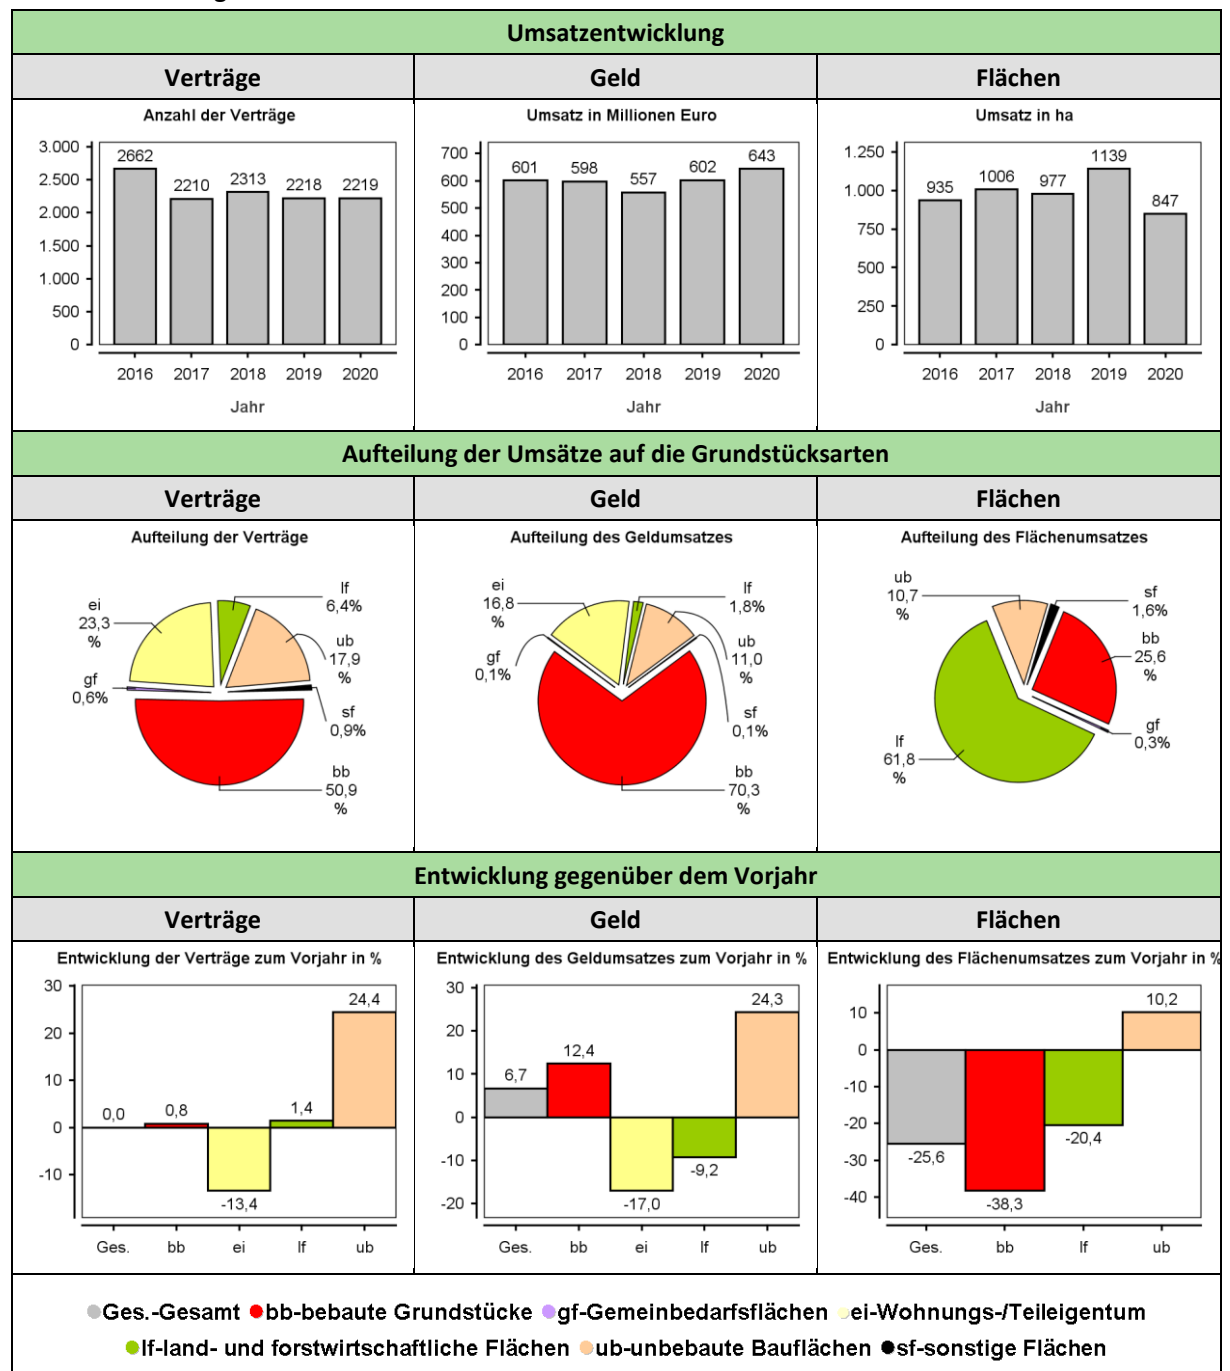 Umsatzentwicklung
Verträge
Geld
Flächen
Anzahl der Verträge
3.000
2.500
2.000
1.500
1.000
500
0
2662
2210
2313
2218
2219
2016
2017
2018
2019
2020
Jahr
Umsatz in Millionen Euro
700
600
500
400
300
200
100
0
601
598
557
602
643
2016
2017
2018
2019
2020
Jahr
Umsatz in ha
1.250
1.000
750
500
250
0
935
1006
977
1139
847
2016
2017
2018
2019
2020
Jahr
Aufteilung der Umsätze auf die Grundstücksarten
Verträge
Geld
Flächen
Aufteilung der Verträge
lf
6,4%
ei
23,3
%
ub
17,9
%
gf
0,6%
sf
0,9%
bb
50,9
%
Aufteilung des Geldumsatzes
ei
16,8
%
lf
1,8%
ub
11,0
%
gf
0,1%
sf
0,1%
bb
70,3
%
Aufteilung des Flächenumsatzes
ub
10,7
%
sf
1,6%
bb
25,6
%
gf
0,3%
lf
61,8
%
Entwicklung gegenüber dem Vorjahr
Verträge
Geld
Flächen
Entwicklung der Verträge zum Vorjahr in %
30
20
10
0
-10
0,0
0,8
-13,4
1,4
24,4
Ges.
bb
ei
lf
ub
Entwicklung des Geldumsatzes zum Vorjahr in %
30
20
10
0
-10
-20
6,7
12,4
-17,0
-9,2
24,3
Ges.
bb
ei
lf
ub
Entwicklung des Flächenumsatzes zum Vorjahr in %
10
0
-10
-20
-30
-40
-25,6
-38,3
-20,4
10,2
Ges.
bb
lf
ub
Ges.-Gesamt bb-bebaute Grundstücke gf-Gemeinbedarfsflächen ei-Wohnungs-/Teileigentum
lf-land- und forstwirtschaftliche Flächen ub-unbebaute Bauflächen sf-sonstige Flächen